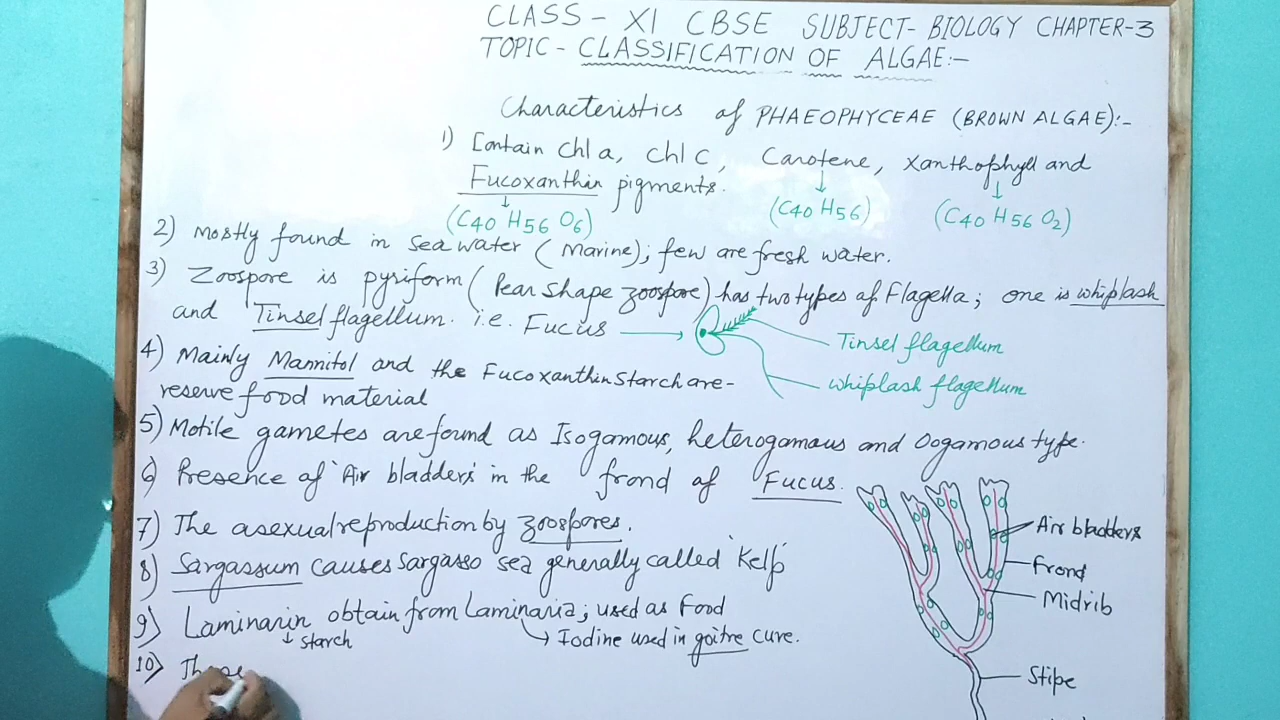 CLASS - XI CBSE SUBJECT- BIOLOGY CHAPTER-3
TOPIC - CLASSIFICATION OF ALGAE:-
Characteristics of PHAEOPHYCEAE (BROWN ALGAE):-
1) Contain chl a, chl c, Carotene, xanthophyll and
Fucoxanthin pigments.
(C40 H56 O6) (C40 H56) (C40 H56 O2)
2) Mostly found in sea water (Marine); few are fresh water.
3) Zoospore is pyriform (Pear shape zoospore) has two types of Flagella; one is whiplash
and Tinsel flagellum. i.e. Fucus
Tinsel flagellum
whiplash flagellum
4) Mainly Mannitol and the Fucoxanthin Starch are-
reserve food material
5) Motile gametes are found as Isogamous, heterogamous and Oogamous type.
6) Presence of 'Air bladders' in the frond of Fucus.
7) The asexual reproduction by zoospores.
8) Sargassum causes Sargasso sea generally called 'Kelp'
9) Laminarin obtain from Laminaria; used as Food
starch
Iodine used in goitre cure.
10) These
Air bladders
Frond
Midrib
Stipe